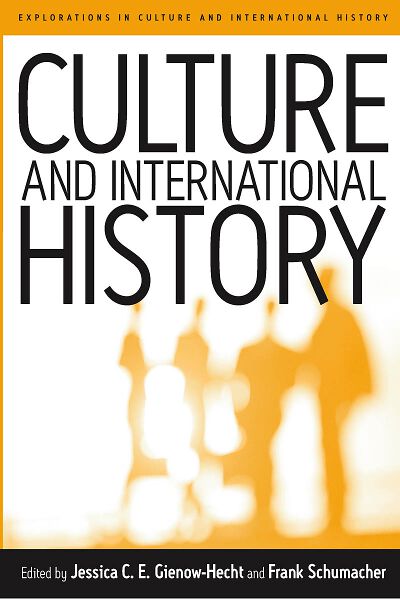 EXPLORATIONS IN CULTURE AND INTERNATIONAL HISTORY
CULTURE
AND INTERNATIONAL
HISTORY
Edited by Jessica C. E. Gienow-Hecht and Frank Schumacher